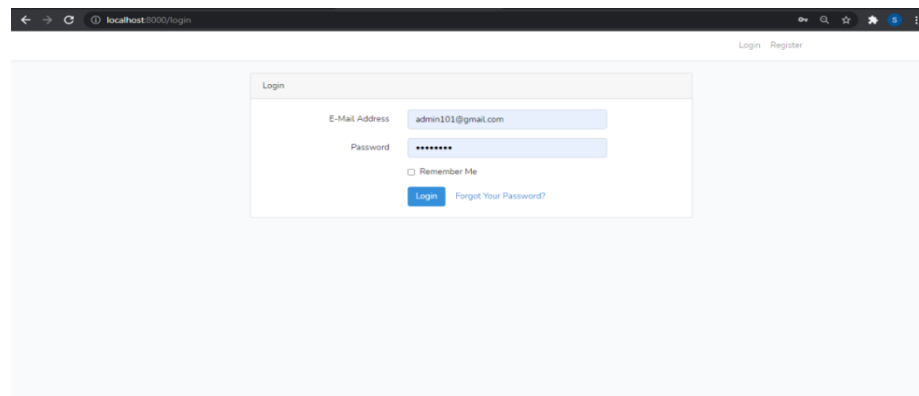 localhost:8000/login
S
Login Register
Login
E-Mail Address admin101@gmail.com
Password ••••••••
Remember Me
Login Forgot Your Password?